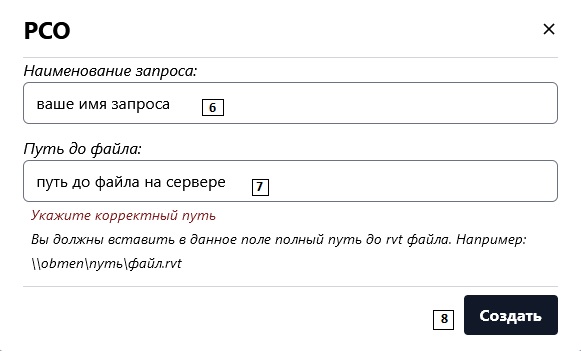 РСО ×
Наименование запроса:
ваше имя запроса 6
Путь до файла:
путь до файла на сервере 7
Укажите корректный путь
Вы должны вставить в данное поле полный путь до rvt файла. Например:
\\obmen\путь\файл.rvt
8 Создать